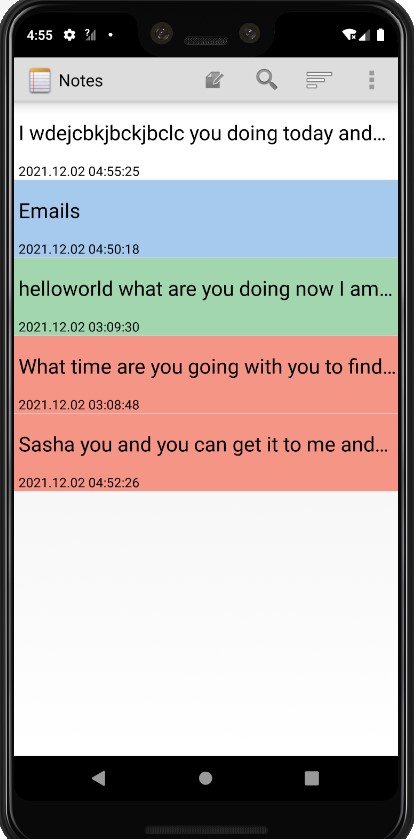 4:55
Notes
I wdejcbkjbckjbclc you doing today and...
2021.12.02 04:55:25
Emails
2021.12.02 04:50:18
helloworld what are you doing now I am...
2021.12.02 03:09:30
What time are you going with you to find...
2021.12.02 03:08:48
Sasha you and you can get it to me and...
2021.12.02 04:52:26